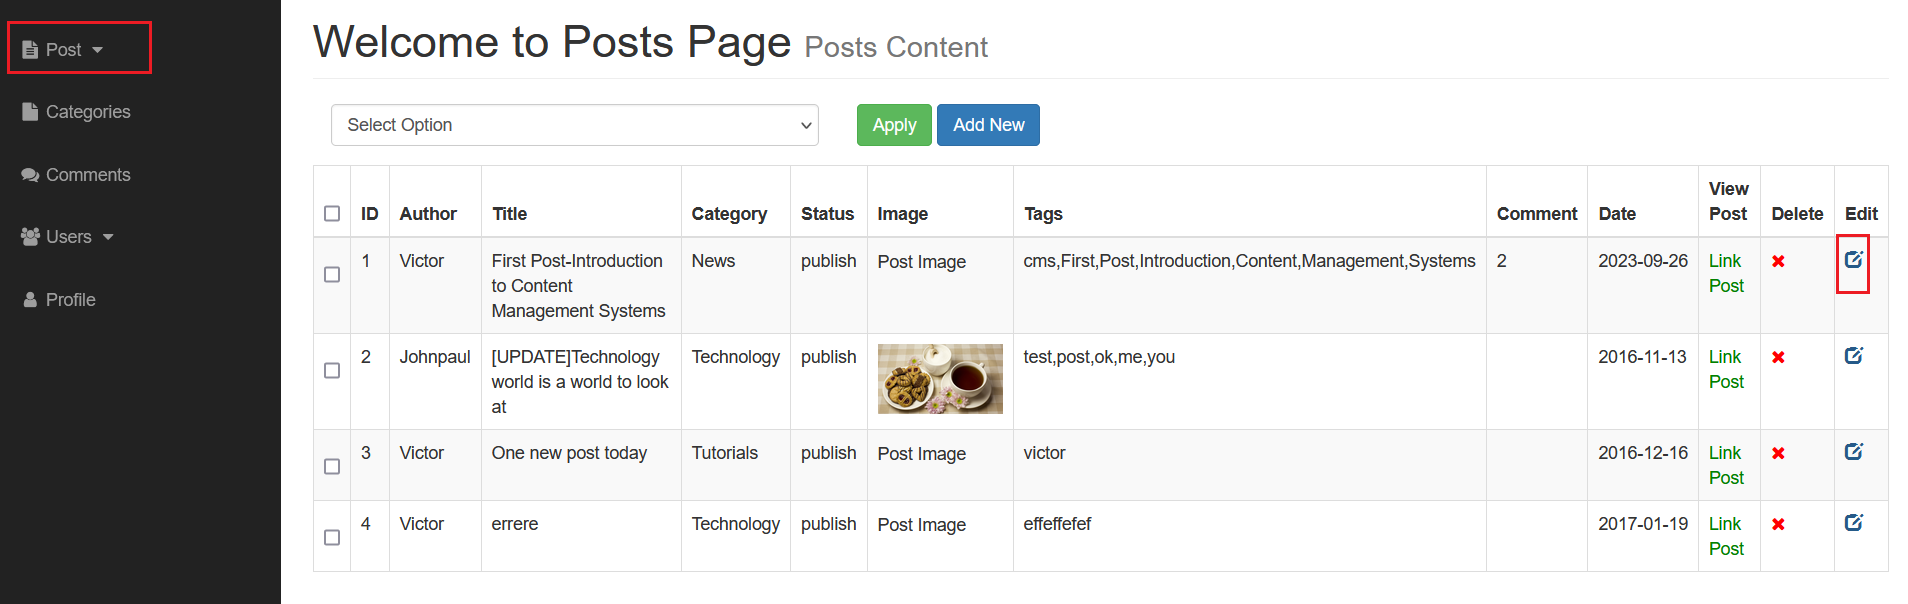 Post
Categories
Comments
Users
Profile
Welcome to Posts Page Posts Content
Select Option
Apply
Add New
ID Author Title Category Status Image Tags Comment Date View Post Delete Edit
1 Victor First Post-Introduction to Content Management Systems News publish Post Image cms,First,Post,Introduction,Content,Management,Systems 2 2023-09-26 Link Post
2 Johnpaul [UPDATE]Technology world is a world to look at Technology publish test,post,ok,me,you 2016-11-13 Link Post
3 Victor One new post today Tutorials publish Post Image victor 2016-12-16 Link Post
4 Victor errere Technology publish Post Image effeffefef 2017-01-19 Link Post